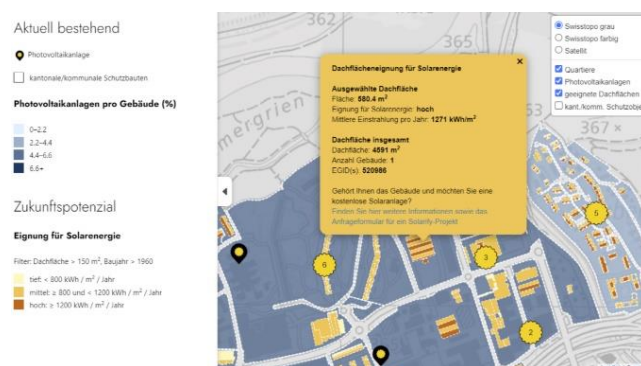 Aktuell bestehend
Photovoltaikanlage
kantonale/kommunale Schutzbauten
Photovoltaikanlagen pro Gebäude (%)
0–2.2
2.2–4.4
4.4–6.6
6.6+
Zukunftspotenzial
Eignung für Solarenergie
Filter: Dachfläche > 150 m², Baujahr > 1960
tief: < 800 kWh / m² / Jahr
mittel: ≥ 800 und < 1200 kWh / m² / Jahr
hoch: ≥ 1200 kWh / m² / Jahr
362
365
367
Dachflächeneignung für Solarenergie
×
Ausgewählte Dachfläche
Fläche: 580.4 m²
Eignung für Solarenergie: hoch
Mittlere Einstrahlung pro Jahr: 1271 kWh/m²
Dachfläche insgesamt
Dachfläche: 4891 m²
Anzahl Gebäude: 1
EGID(s): 520986
Gehört Ihnen das Gebäude und möchten Sie eine
kostenlose Solaranlage?
Finden Sie hier weitere Informationen sowie das
Anfrageformular für ein Solarify-Projekt
Swisstopo grau
Swisstopo farbig
Satellit
Quartiere
Photovoltaikanlagen
geeignete Dachflächen
kant./komm. Schutzobje
6
3
5
2